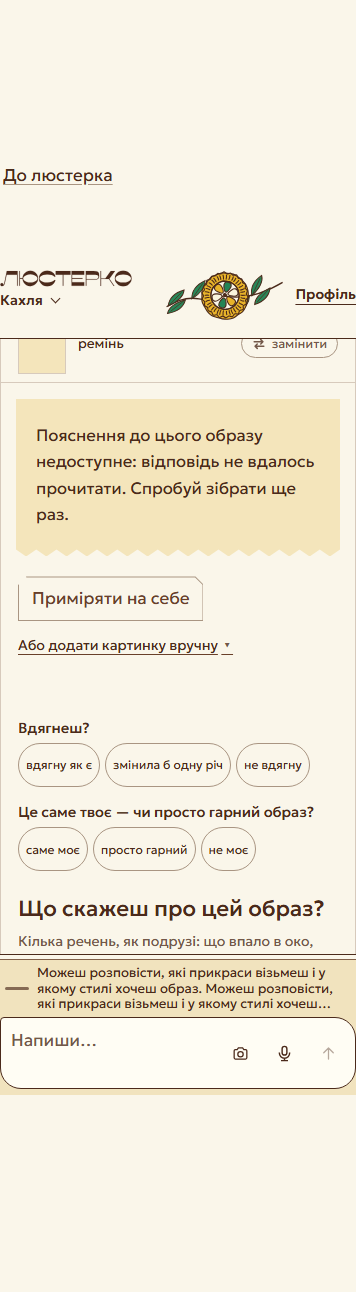 До люстерка
ЛЮСТЕРКО
Кахля
Профіль
ремінь
замінити
Пояснення до цього образу
недоступне: відповідь не вдалось
прочитати. Спробуй зібрати ще
раз.
Приміряти на себе
Або додати картинку вручну
Вдягнеш?
вдягну як є
змінила б одну річ
не вдягну
Це саме твоє — чи просто гарний образ?
саме моє
просто гарний
не моє
Що скажеш про цей образ?
Кілька речень, як подрузі: що впало в око,
Можеш розповісти, які прикраси візьмеш і у
якому стилі хочеш образ. Можеш розповісти,
які прикраси візьмеш і у якому стилі хочеш…
Напиши…